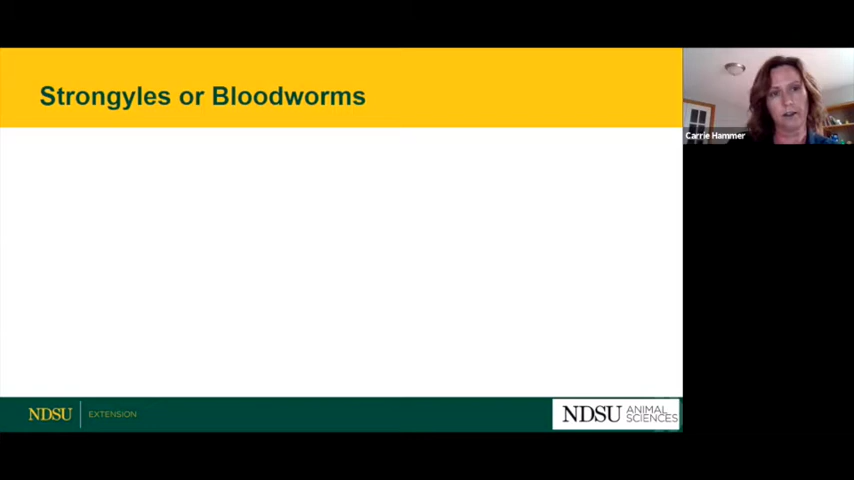 Strongyles or Bloodworms
Carrie Hammer
NDSU EXTENSION
NDSU ANIMAL
SCIENCES